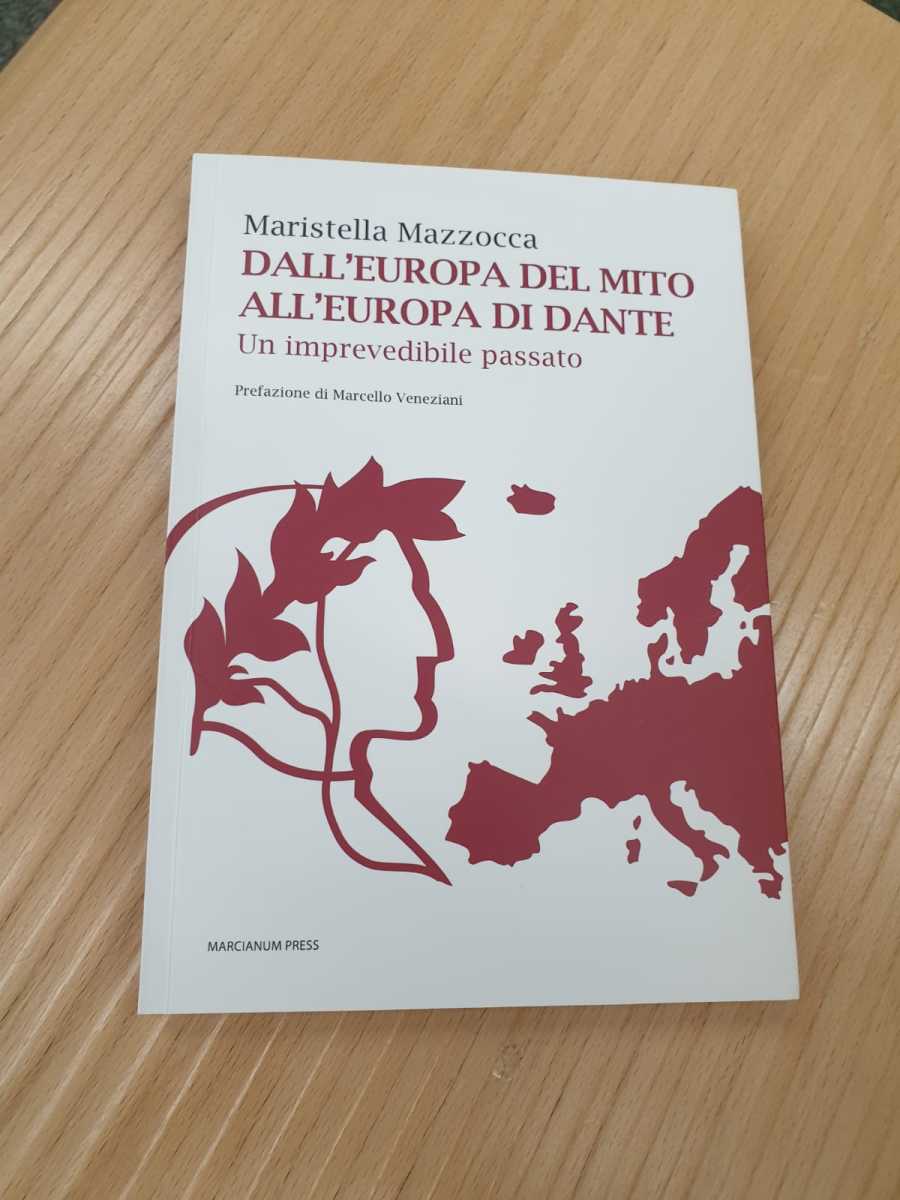 Maristella Mazzocca
DALL'EUROPA DEL MITO
ALL'EUROPA DI DANTE
Un imprevedibile passato
Prefazione di Marcello Veneziani
MARCIANUM PRESS